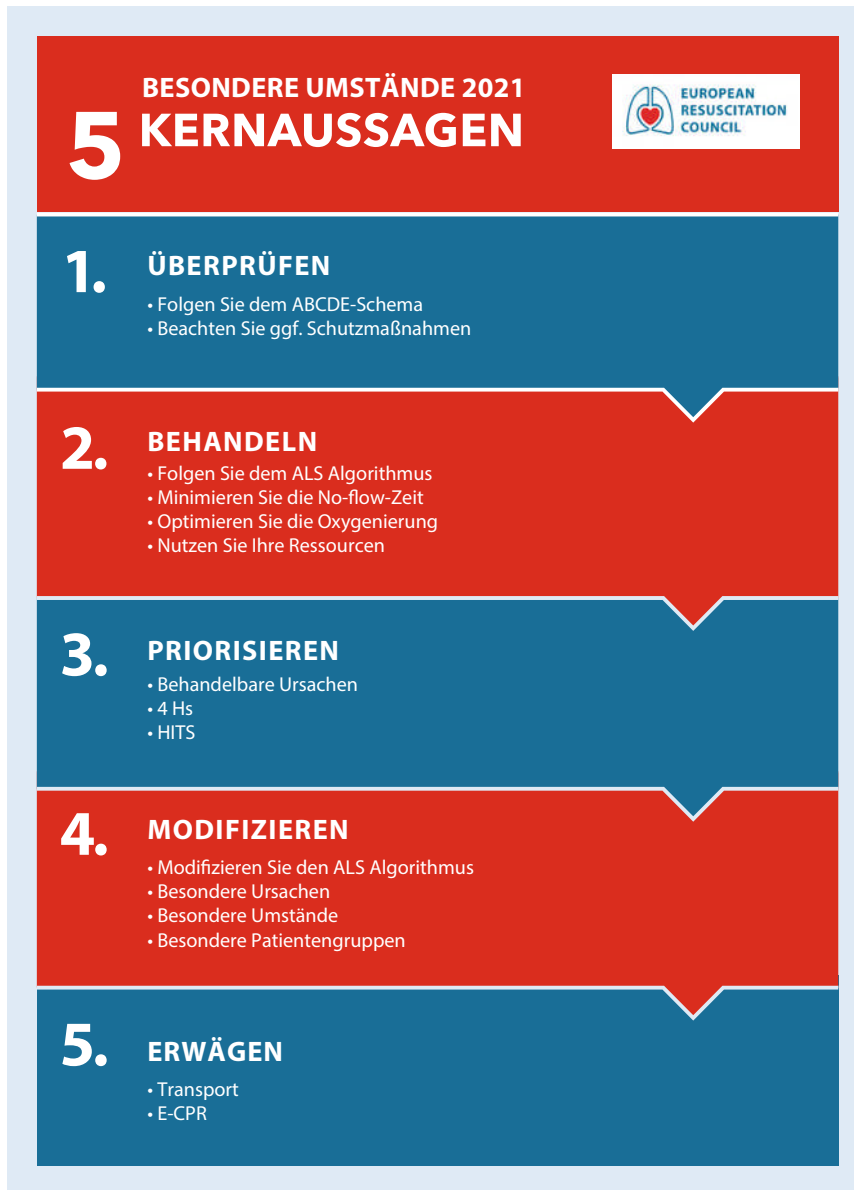 BESONDERE UMSTÄNDE 2021
5 KERNAUSSAGEN
EUROPEAN
RESUSCITATION
COUNCIL
1. ÜBERPRÜFEN
• Folgen Sie dem ABCDE-Schema
• Beachten Sie ggf. Schutzmaßnahmen
2. BEHANDELN
• Folgen Sie dem ALS Algorithmus
• Minimieren Sie die No-flow-Zeit
• Optimieren Sie die Oxygenierung
• Nutzen Sie Ihre Ressourcen
3. PRIORISIEREN
• Behandelbare Ursachen
• 4 Hs
• HITS
4. MODIFIZIEREN
• Modifizieren Sie den ALS Algorithmus
• Besondere Ursachen
• Besondere Umstände
• Besondere Patientengruppen
5. ERWÄGEN
• Transport
• E-CPR